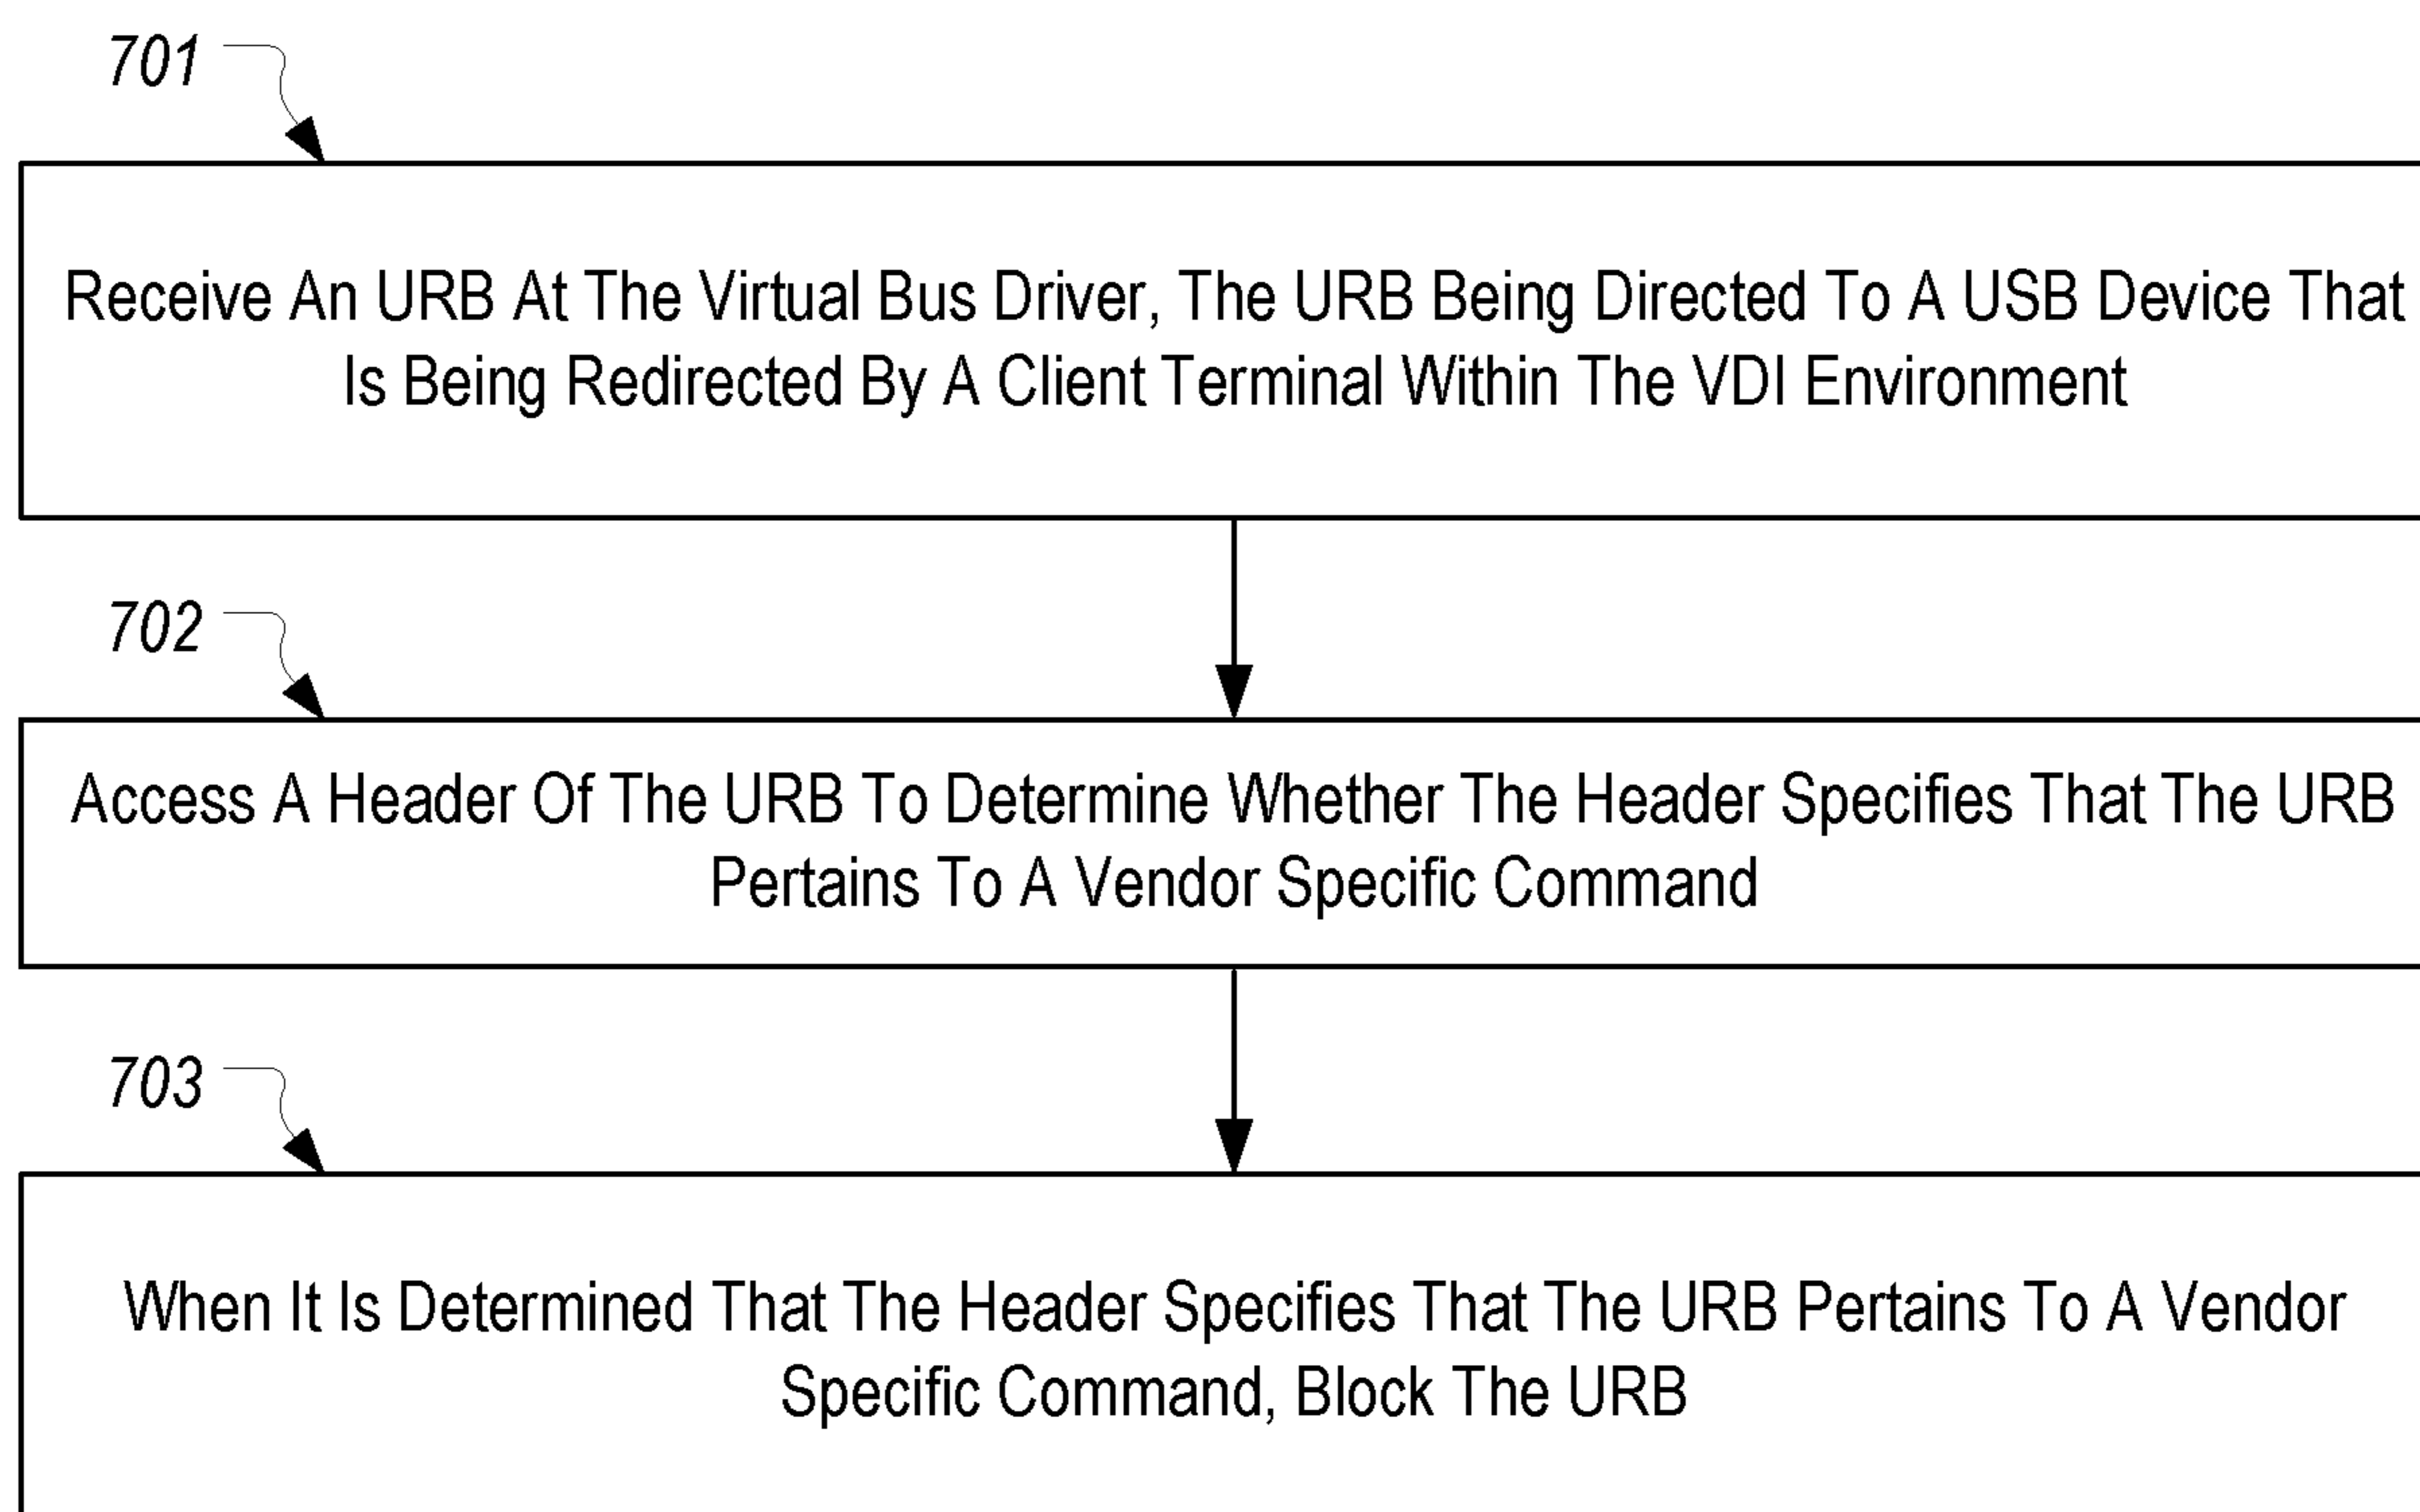 701
Receive An URB At The Virtual Bus Driver, The URB Being Directed To A USB Device That
Is Being Redirected By A Client Terminal Within The VDI Environment
702
Access A Header Of The URB To Determine Whether The Header Specifies That The URB
Pertains To A Vendor Specific Command
703
When It Is Determined That The Header Specifies That The URB Pertains To A Vendor
Specific Command, Block The URB